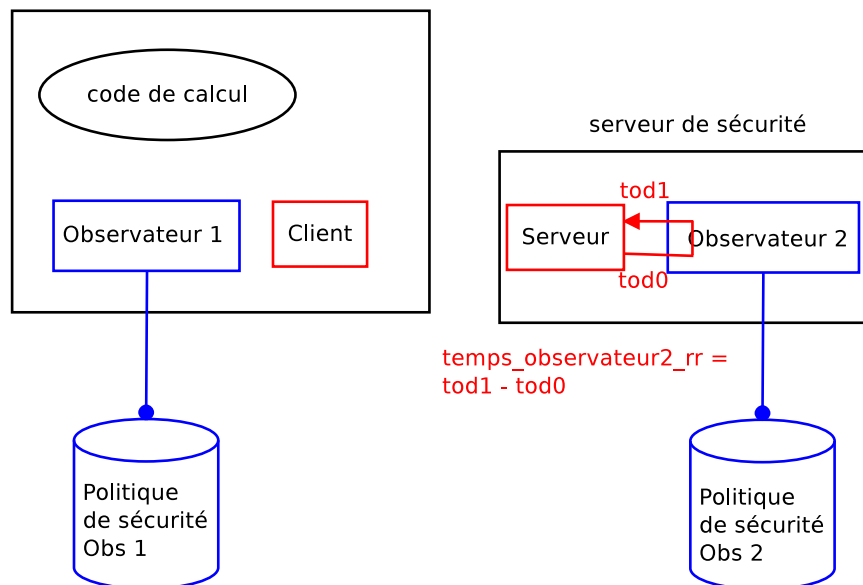 code de calcul
serveur de sécurité
Observateur 1
Client
tod1
Serveur
Observateur 2
tod0
temps_observateur2_rr =
tod1 - tod0
Politique
de sécurité
Obs 1
Politique
de sécurité
Obs 2